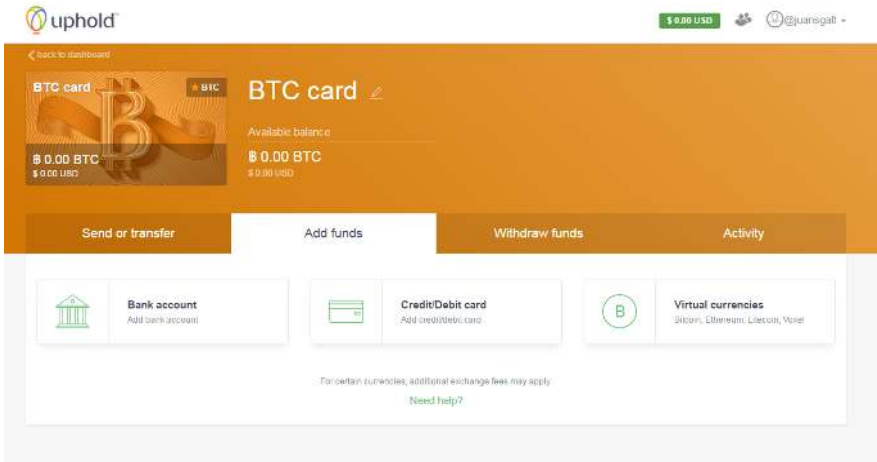 uphold
$ 0.00 USD
@juansgalt
back to dashboard
BTC card
BTC
฿ 0.00 BTC
$ 0.00 USD
BTC card
Available balance
฿ 0.00 BTC
$ 0.00 USD
Send or transfer
Add funds
Withdraw funds
Activity
Bank account
Add bank account
Credit/Debit card
Add credit/debit card
B
Virtual currencies
Bitcoin, Ethereum, Litecoin, Voxel
For certain currencies, additional exchange fees may apply
Need help?